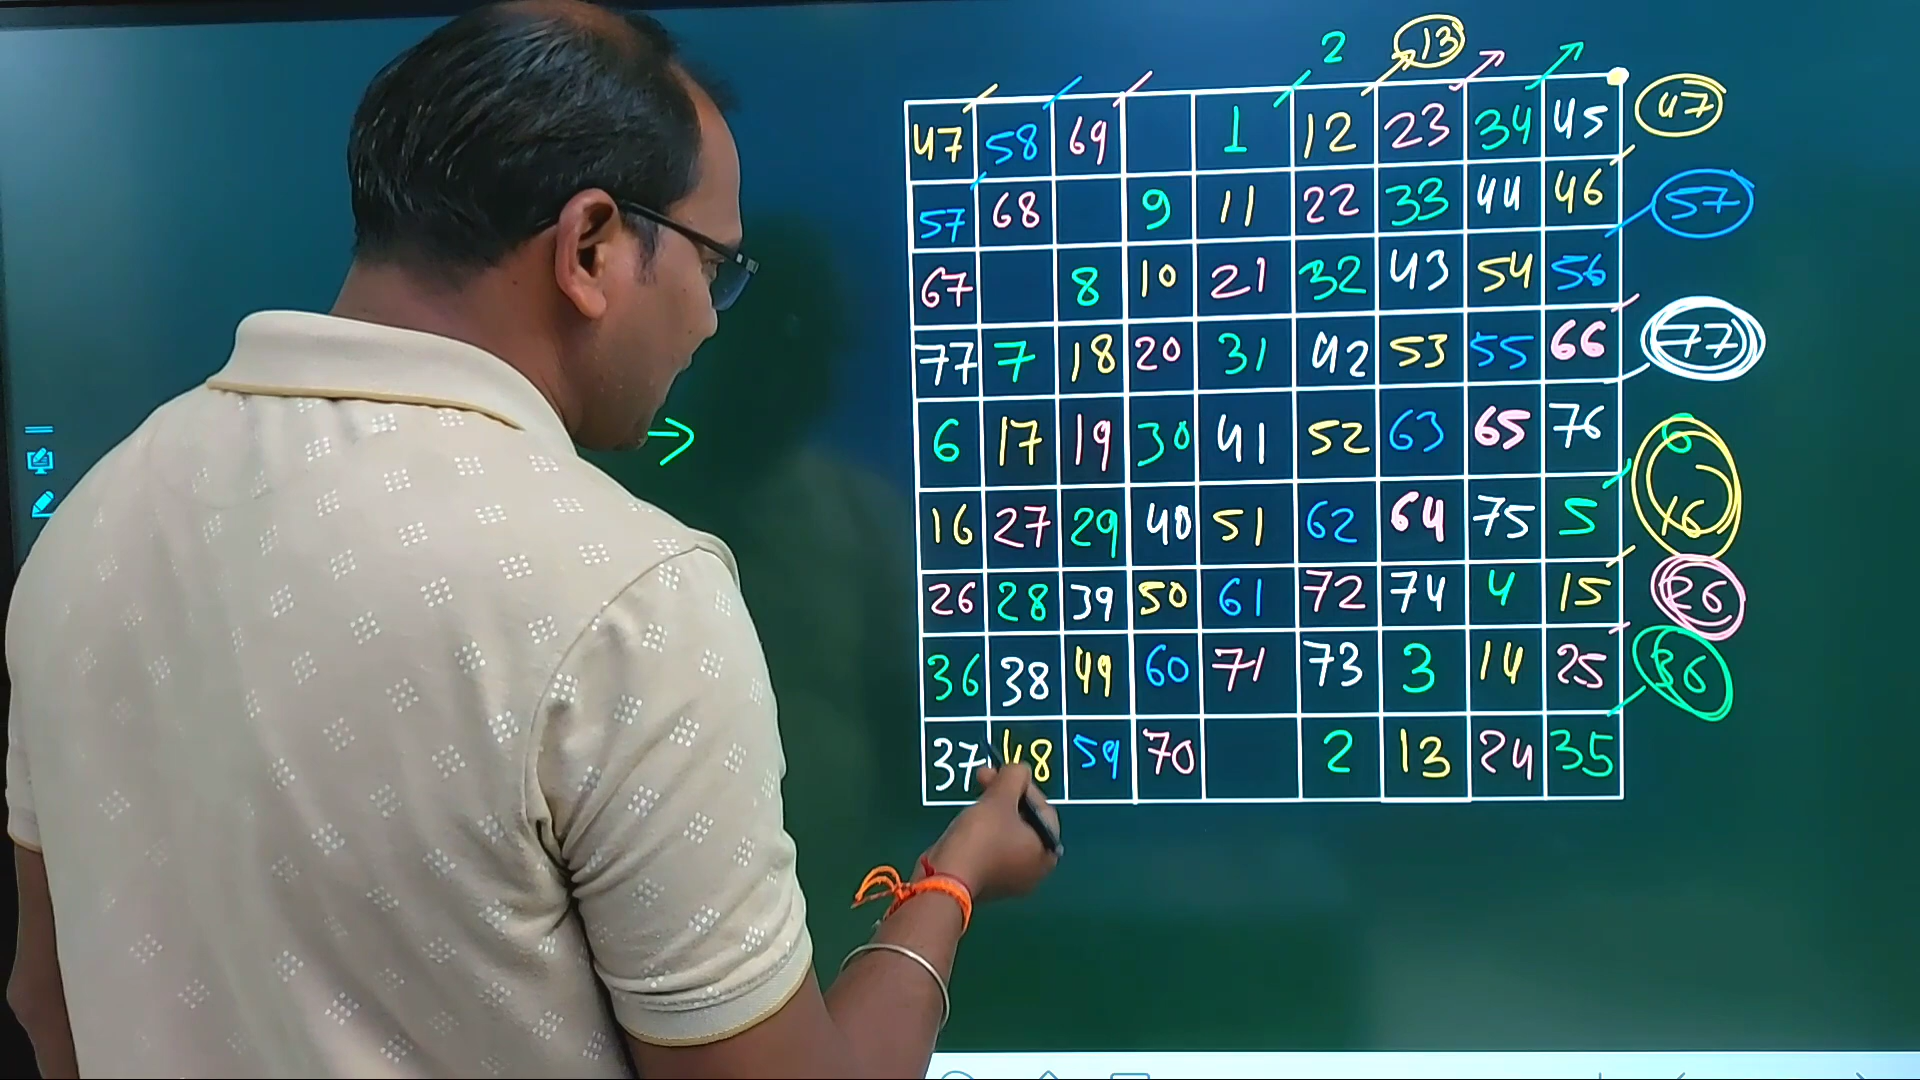 2 13
47 58 69 1 12 23 34 45 47
57 68 9 11 22 33 44 46 57
67 8 10 21 32 43 54 56
77 7 18 20 31 42 53 55 66 77
6 17 19 30 41 52 63 65 76 6
16 27 29 40 51 62 64 75 5 16
26 28 39 50 61 72 74 4 15 26
36 38 49 60 71 73 3 14 25 36
37 48 59 70 2 13 24 35